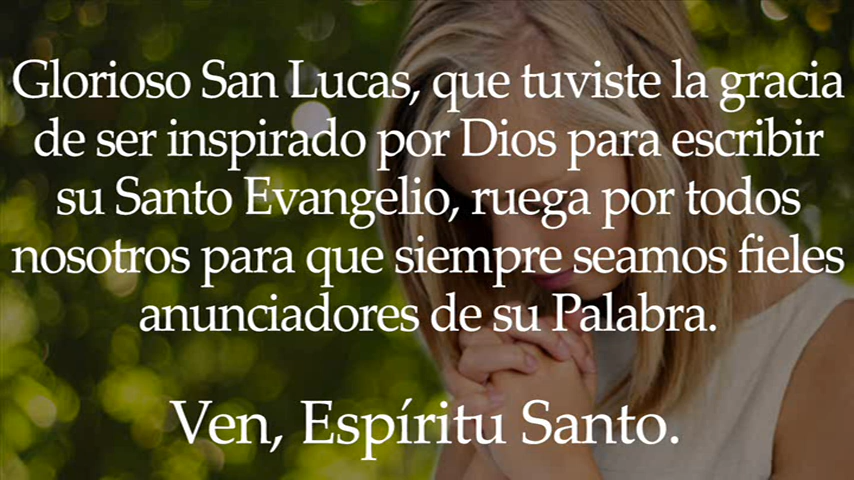 Glorioso San Lucas, que tuviste la gracia
de ser inspirado por Dios para escribir
su Santo Evangelio, ruega por todos
nosotros para que siempre seamos fieles
anunciadores de su Palabra.
Ven, Espíritu Santo.